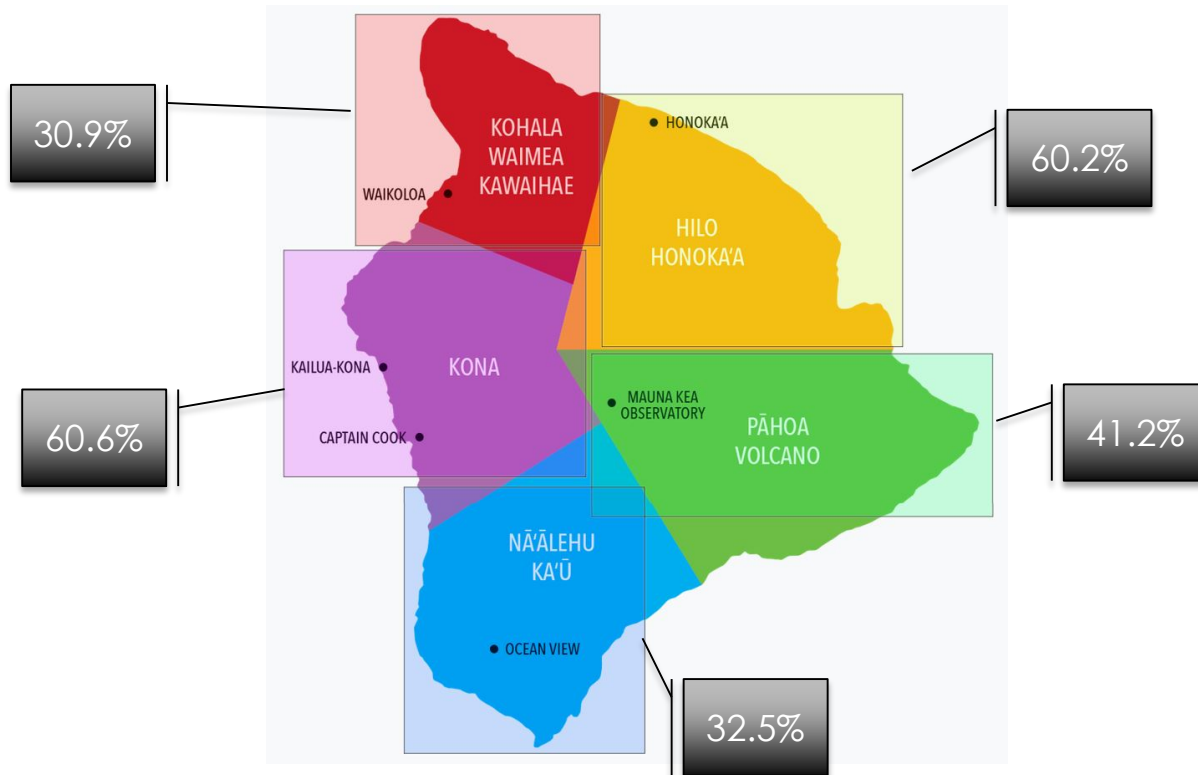 30.9%
KOHALA
WAIMEA
KAWAIHAE
WAIKOLOA
HONOKA‘A
60.2%
HILO
HONOKA‘A
KAILUA-KONA
KONA
CAPTAIN COOK
60.6%
MAUNA KEA
OBSERVATORY
PĀHOA
VOLCANO
41.2%
NĀ‘ĀLEHU
KA‘Ū
OCEAN VIEW
32.5%